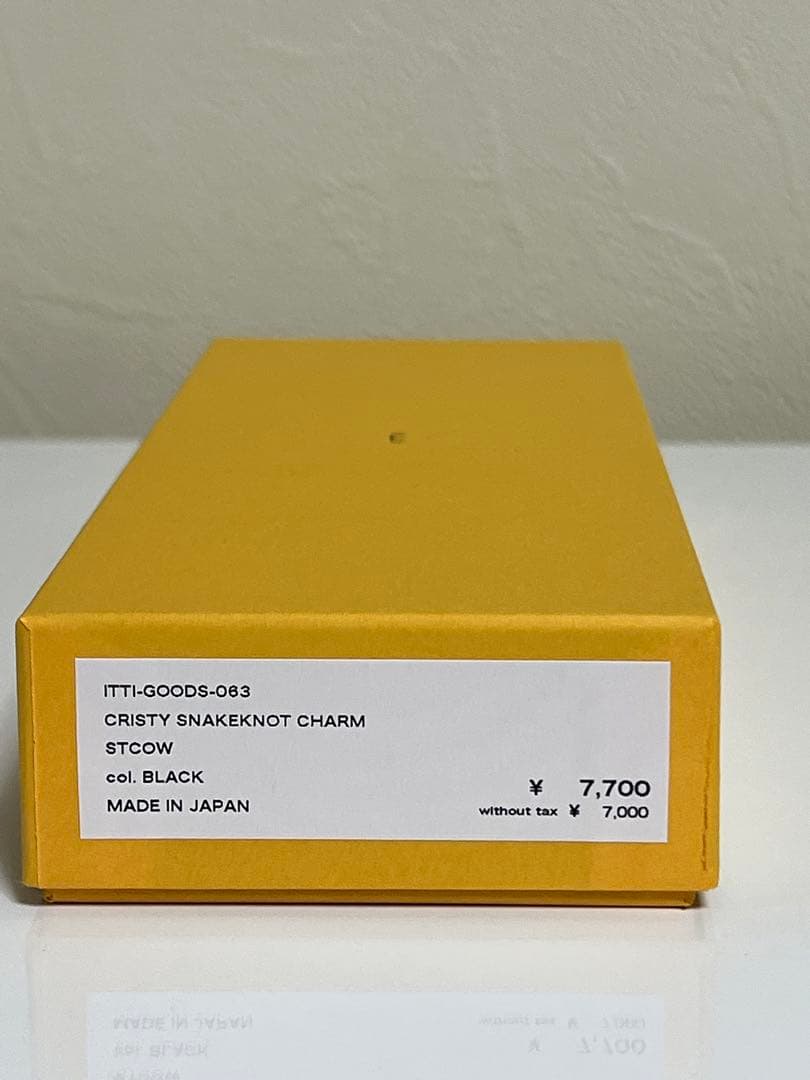 ITTI-GOODS-063
CRISTY SNAKEKNOT CHARM
STCOW
col. BLACK
MADE IN JAPAN
¥ 7,700
without tax ¥ 7,000